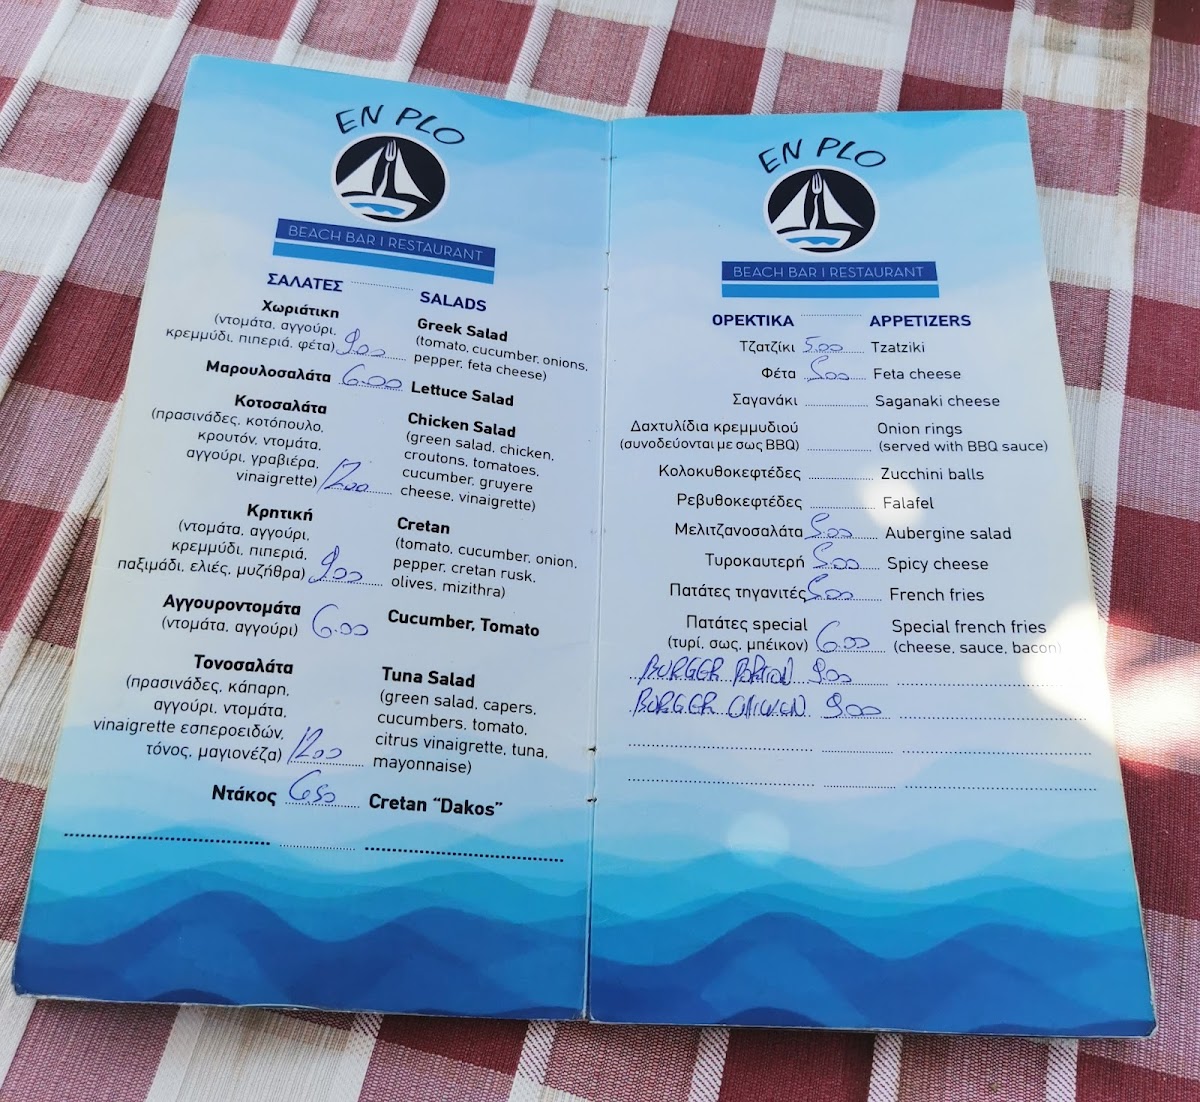 EN PLO
BEACH BAR | RESTAURANT
ΣΑΛΑΤΕΣ SALADS
Χωριάτικη
(ντομάτα, αγγούρι,
κρεμμύδι, πιπεριά, φέτα) 9.00
Greek Salad
(tomato, cucumber, onions,
pepper, feta cheese)
Μαρουλοσαλάτα 6.00 Lettuce Salad
Κοτοσαλάτα
(πρασινάδες, κοτόπουλο,
κρουτόν, ντομάτα,
αγγούρι, γραβιέρα,
vinaigrette) 12.00
Chicken Salad
(green salad, chicken,
croutons, tomatoes,
cucumber, gruyere
cheese, vinaigrette)
Κρητική
(ντομάτα, αγγούρι,
κρεμμύδι, πιπεριά,
παξιμάδι, ελιές, μυζήθρα) 9.00
Cretan
(tomato, cucumber, onion,
pepper, cretan rusk,
olives, mizithra)
Αγγουροντομάτα
(ντομάτα, αγγούρι) 6.00
Cucumber, Tomato
Τονοσαλάτα
(πρασινάδες, κάπαρη,
αγγούρι, ντομάτα,
vinaigrette εσπεροειδών,
τόνος, μαγιονέζα) 12.00
Tuna Salad
(green salad, capers,
cucumbers, tomato,
citrus vinaigrette, tuna,
mayonnaise)
Ντάκος 6.50 Cretan "Dakos"
EN PLO
BEACH BAR | RESTAURANT
ΟΡΕΚΤΙΚΑ APPETIZERS
Τζατζίκι 5.00 Tzatziki
Φέτα 5.00 Feta cheese
Σαγανάκι Saganaki cheese
Δαχτυλίδια κρεμμυδιού Onion rings
(συνοδεύονται με σως BBQ) (served with BBQ sauce)
Κολοκυθοκεφτέδες Zucchini balls
Ρεβυθοκεφτέδες Falafel
Μελιτζανοσαλάτα 5.00 Aubergine salad
Τυροκαυτερή 5.00 Spicy cheese
Πατάτες τηγανιτές 5.00 French fries
Πατάτες special Special french fries
(τυρί, σως, μπέικον) 6.00 (cheese, sauce, bacon)
BURGER 9.00
BURGER CHICKEN 9.00